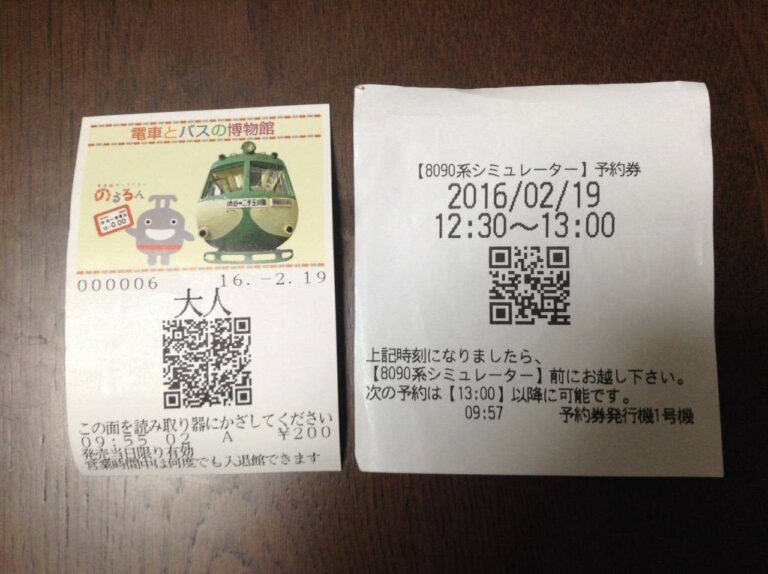 電車とバスの博物館
のるるん
渋谷⇔二子玉川園
000006 16.-2.19
大人
この面を読み取り器にかざしてください
09:55 02 A ¥200
発売当日限り有効
営業時間中は何度でも入退館できます
【8090系シミュレーター】予約券
2016/02/19
12:30～13:00
上記時刻になりましたら、
【8090系シミュレーター】前にお越し下さい。
次の予約は【13:00】以降に可能です。
09:57 予約券発行機1号機